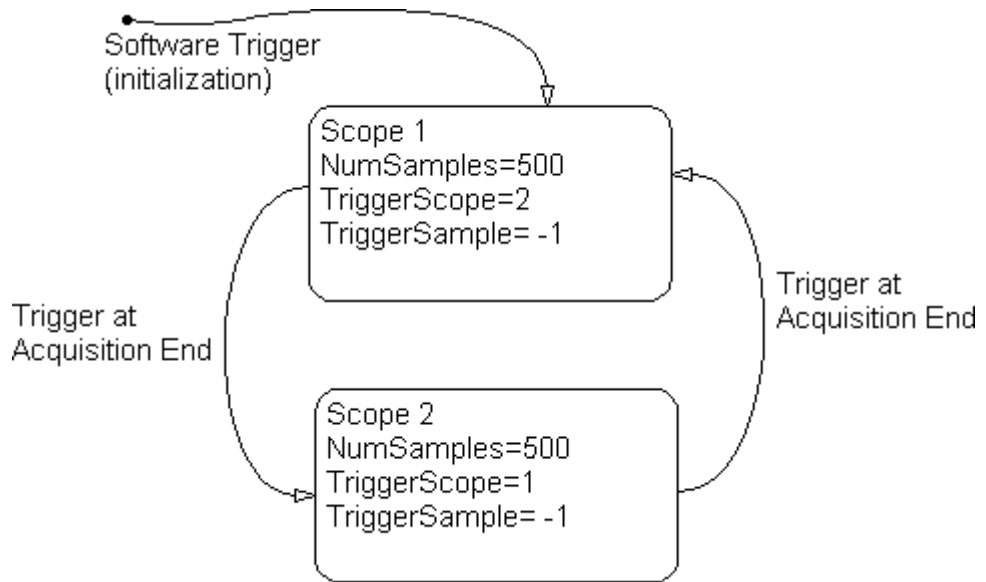 Software Trigger
(initialization)
Scope 1
NumSamples=500
TriggerScope=2
TriggerSample= -1
Trigger at
Acquisition End
Trigger at
Acquisition End
Scope 2
NumSamples=500
TriggerScope=1
TriggerSample= -1